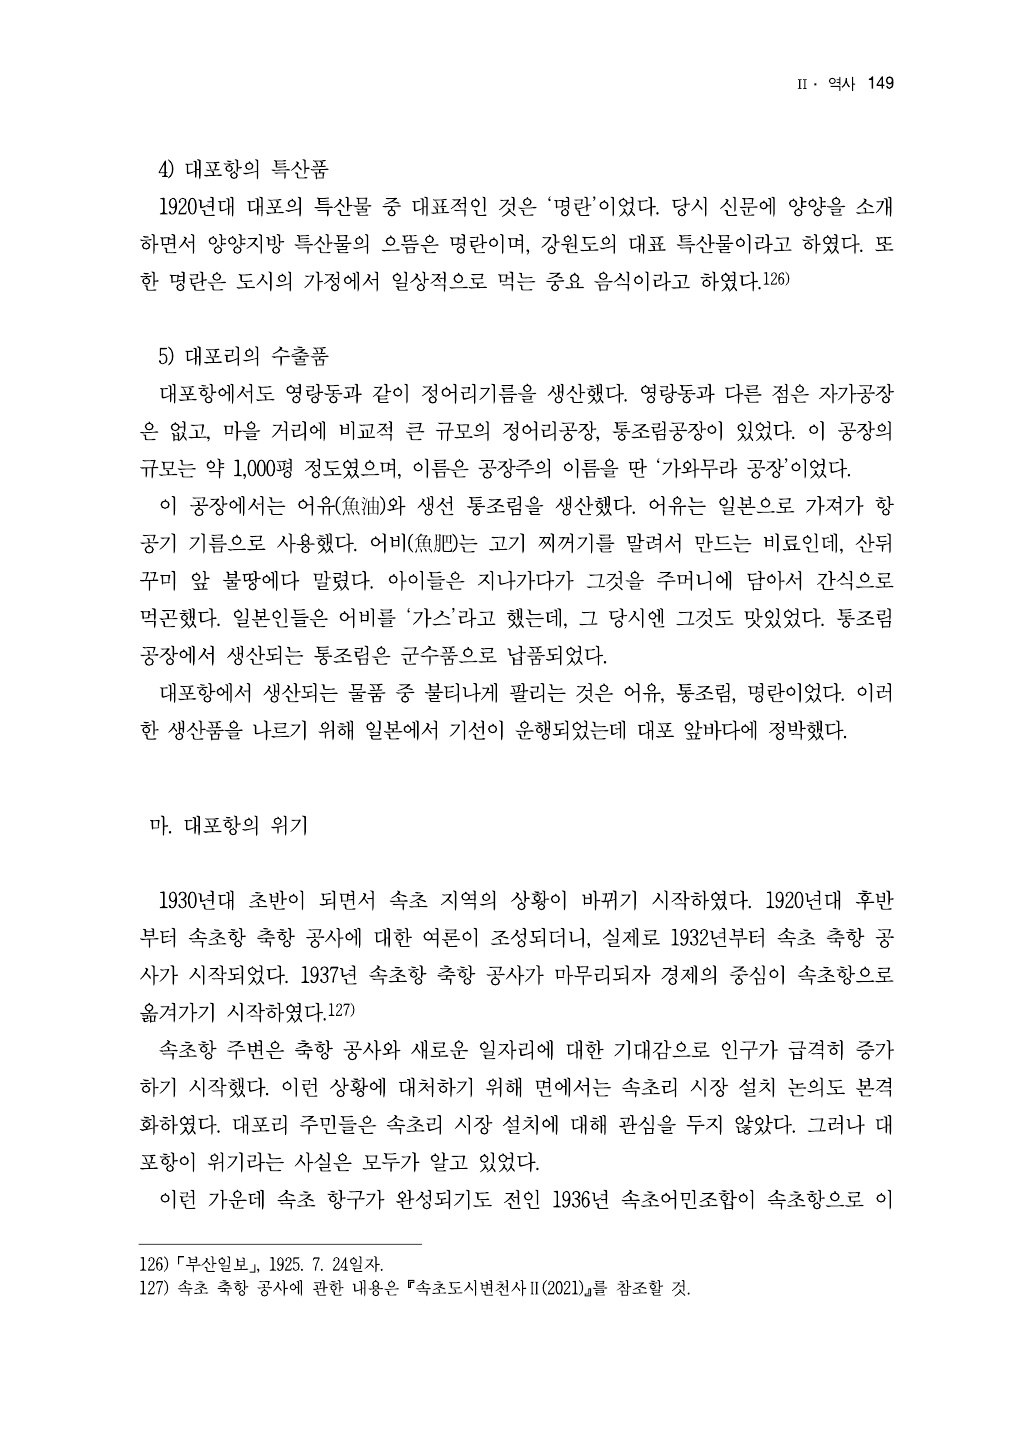 II · 역사 149
4) 대포항의 특산품
1920년대 대포의 특산물 중 대표적인 것은 ‘명란’이었다. 당시 신문에 양양을 소개
하면서 양양지방 특산물의 으뜸은 명란이며, 강원도의 대표 특산물이라고 하였다. 또
한 명란은 도시의 가정에서 일상적으로 먹는 중요 음식이라고 하였다.126)
5) 대포리의 수출품
대포항에서도 영랑동과 같이 정어리기름을 생산했다. 영랑동과 다른 점은 자가공장
은 없고, 마을 거리에 비교적 큰 규모의 정어리공장, 통조림공장이 있었다. 이 공장의
규모는 약 1,000평 정도였으며, 이름은 공장주의 이름을 딴 ‘가와무라 공장’이었다.
이 공장에서는 어유(魚油)와 생선 통조림을 생산했다. 어유는 일본으로 가져가 항
공기 기름으로 사용했다. 어비(魚肥)는 고기 찌꺼기를 말려서 만드는 비료인데, 산뒤
꾸미 앞 불땅에다 말렸다. 아이들은 지나가다가 그것을 주머니에 담아서 간식으로
먹곤했다. 일본인들은 어비를 ‘가스’라고 했는데, 그 당시엔 그것도 맛있었다. 통조림
공장에서 생산되는 통조림은 군수품으로 납품되었다.
대포항에서 생산되는 물품 중 불티나게 팔리는 것은 어유, 통조림, 명란이었다. 이러
한 생산품을 나르기 위해 일본에서 기선이 운행되었는데 대포 앞바다에 정박했다.
마. 대포항의 위기
1930년대 초반이 되면서 속초 지역의 상황이 바뀌기 시작하였다. 1920년대 후반
부터 속초항 축항 공사에 대한 여론이 조성되더니, 실제로 1932년부터 속초 축항 공
사가 시작되었다. 1937년 속초항 축항 공사가 마무리되자 경제의 중심이 속초항으로
옮겨가기 시작하였다.127)
속초항 주변은 축항 공사와 새로운 일자리에 대한 기대감으로 인구가 급격히 증가
하기 시작했다. 이런 상황에 대처하기 위해 면에서는 속초리 시장 설치 논의도 본격
화하였다. 대포리 주민들은 속초리 시장 설치에 대해 관심을 두지 않았다. 그러나 대
포항이 위기라는 사실은 모두가 알고 있었다.
이런 가운데 속초 항구가 완성되기도 전인 1936년 속초어민조합이 속초항으로 이
126) 「부산일보」, 1925. 7. 24일자.
127) 속초 축항 공사에 관한 내용은 『속초도시변천사Ⅱ(2021)』를 참조할 것.